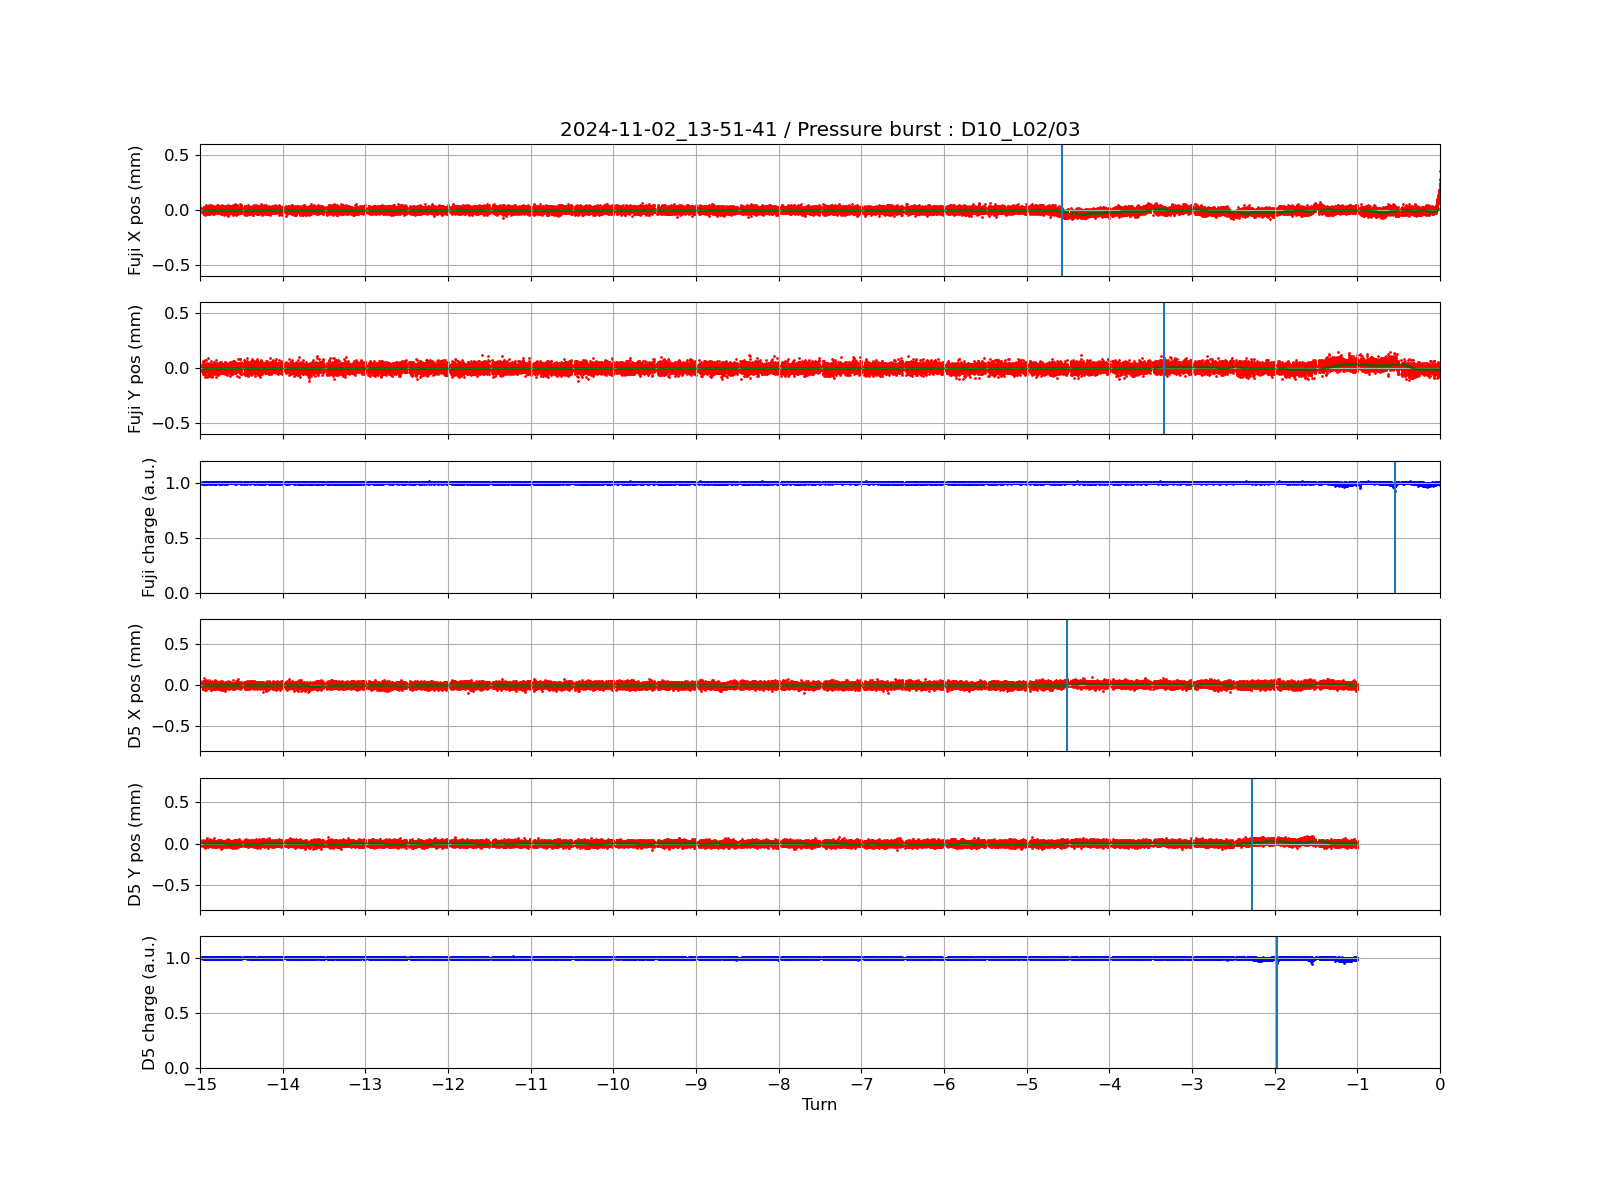 2024-11-02_13-51-41 / Pressure burst : D10_L02/03
Fuji X pos (mm)
0.5
0.0
−0.5
Fuji Y pos (mm)
0.5
0.0
−0.5
Fuji charge (a.u.)
1.0
0.5
0.0
D5 X pos (mm)
0.5
0.0
−0.5
D5 Y pos (mm)
0.5
0.0
−0.5
D5 charge (a.u.)
1.0
0.5
0.0
−15 −14 −13 −12 −11 −10 −9 −8 −7 −6 −5 −4 −3 −2 −1 0
Turn